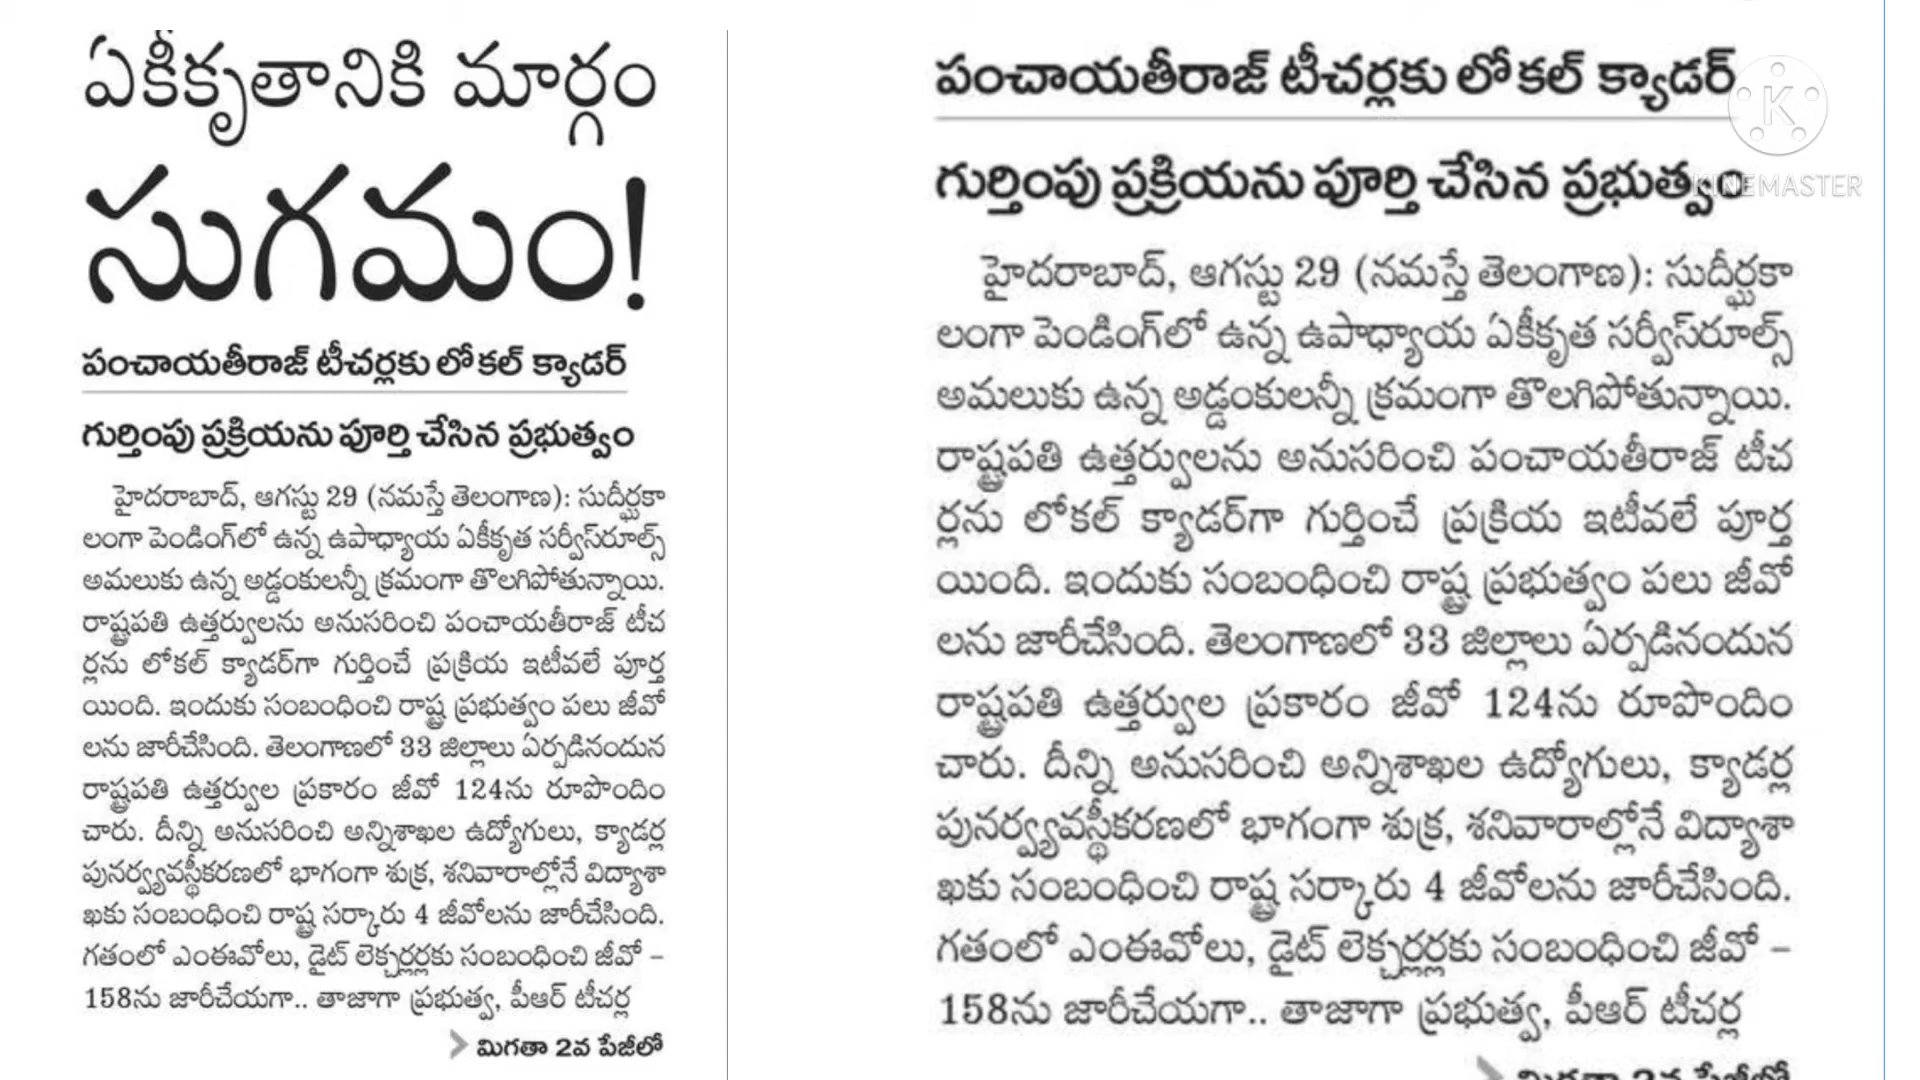 ఏకీకృతానికి మార్గం
సుగమం!
పంచాయతీరాజ్ టీచర్లకు లోకల్ క్యాడర్
గుర్తింపు ప్రక్రియను పూర్తి చేసిన ప్రభుత్వం
హైదరాబాద్, ఆగస్టు 29 (నమస్తే తెలంగాణ): సుదీర్ఘకా
లంగా పెండింగ్‌లో ఉన్న ఉపాధ్యాయ ఏకీకృత సర్వీస్‌రూల్స్
అమలుకు ఉన్న అడ్డంకులన్నీ క్రమంగా తొలగిపోతున్నాయి.
రాష్ట్రపతి ఉత్తర్వులను అనుసరించి పంచాయతీరాజ్ టీచ
ర్లను లోకల్ క్యాడర్‌గా గుర్తించే ప్రక్రియ ఇటీవలే పూర్త
యింది. ఇందుకు సంబంధించి రాష్ట్ర ప్రభుత్వం పలు జీవో
లను జారీచేసింది. తెలంగాణలో 33 జిల్లాలు ఏర్పడినందున
రాష్ట్రపతి ఉత్తర్వుల ప్రకారం జీవో 124ను రూపొందిం
చారు. దీన్ని అనుసరించి అన్నిశాఖల ఉద్యోగులు, క్యాడర్ల
పునర్వ్యవస్థీకరణలో భాగంగా శుక్ర, శనివారాల్లోనే విద్యాశా
ఖకు సంబంధించి రాష్ట్ర సర్కారు 4 జీవోలను జారీచేసింది.
గతంలో ఎంఈవోలు, డైట్ లెక్చర్లర్లకు సంబంధించి జీవో –
158ను జారీచేయగా.. తాజాగా ప్రభుత్వ, పీఆర్ టీచర్ల
మిగతా 2వ పేజీలో
పంచాయతీరాజ్ టీచర్లకు లోకల్ క్యాడర్
గుర్తింపు ప్రక్రియను పూర్తి చేసిన ప్రభుత్వం
హైదరాబాద్, ఆగస్టు 29 (నమస్తే తెలంగాణ): సుదీర్ఘకా
లంగా పెండింగ్‌లో ఉన్న ఉపాధ్యాయ ఏకీకృత సర్వీస్‌రూల్స్
అమలుకు ఉన్న అడ్డంకులన్నీ క్రమంగా తొలగిపోతున్నాయి.
రాష్ట్రపతి ఉత్తర్వులను అనుసరించి పంచాయతీరాజ్ టీచ
ర్లను లోకల్ క్యాడర్‌గా గుర్తించే ప్రక్రియ ఇటీవలే పూర్త
యింది. ఇందుకు సంబంధించి రాష్ట్ర ప్రభుత్వం పలు జీవో
లను జారీచేసింది. తెలంగాణలో 33 జిల్లాలు ఏర్పడినందున
రాష్ట్రపతి ఉత్తర్వుల ప్రకారం జీవో 124ను రూపొందిం
చారు. దీన్ని అనుసరించి అన్నిశాఖల ఉద్యోగులు, క్యాడర్ల
పునర్వ్యవస్థీకరణలో భాగంగా శుక్ర, శనివారాల్లోనే విద్యాశా
ఖకు సంబంధించి రాష్ట్ర సర్కారు 4 జీవోలను జారీచేసింది.
గతంలో ఎంఈవోలు, డైట్ లెక్చర్లర్లకు సంబంధించి జీవో –
158ను జారీచేయగా.. తాజాగా ప్రభుత్వ, పీఆర్ టీచర్ల
మిగతా 2వ పేజీలో
K
KINEMASTER